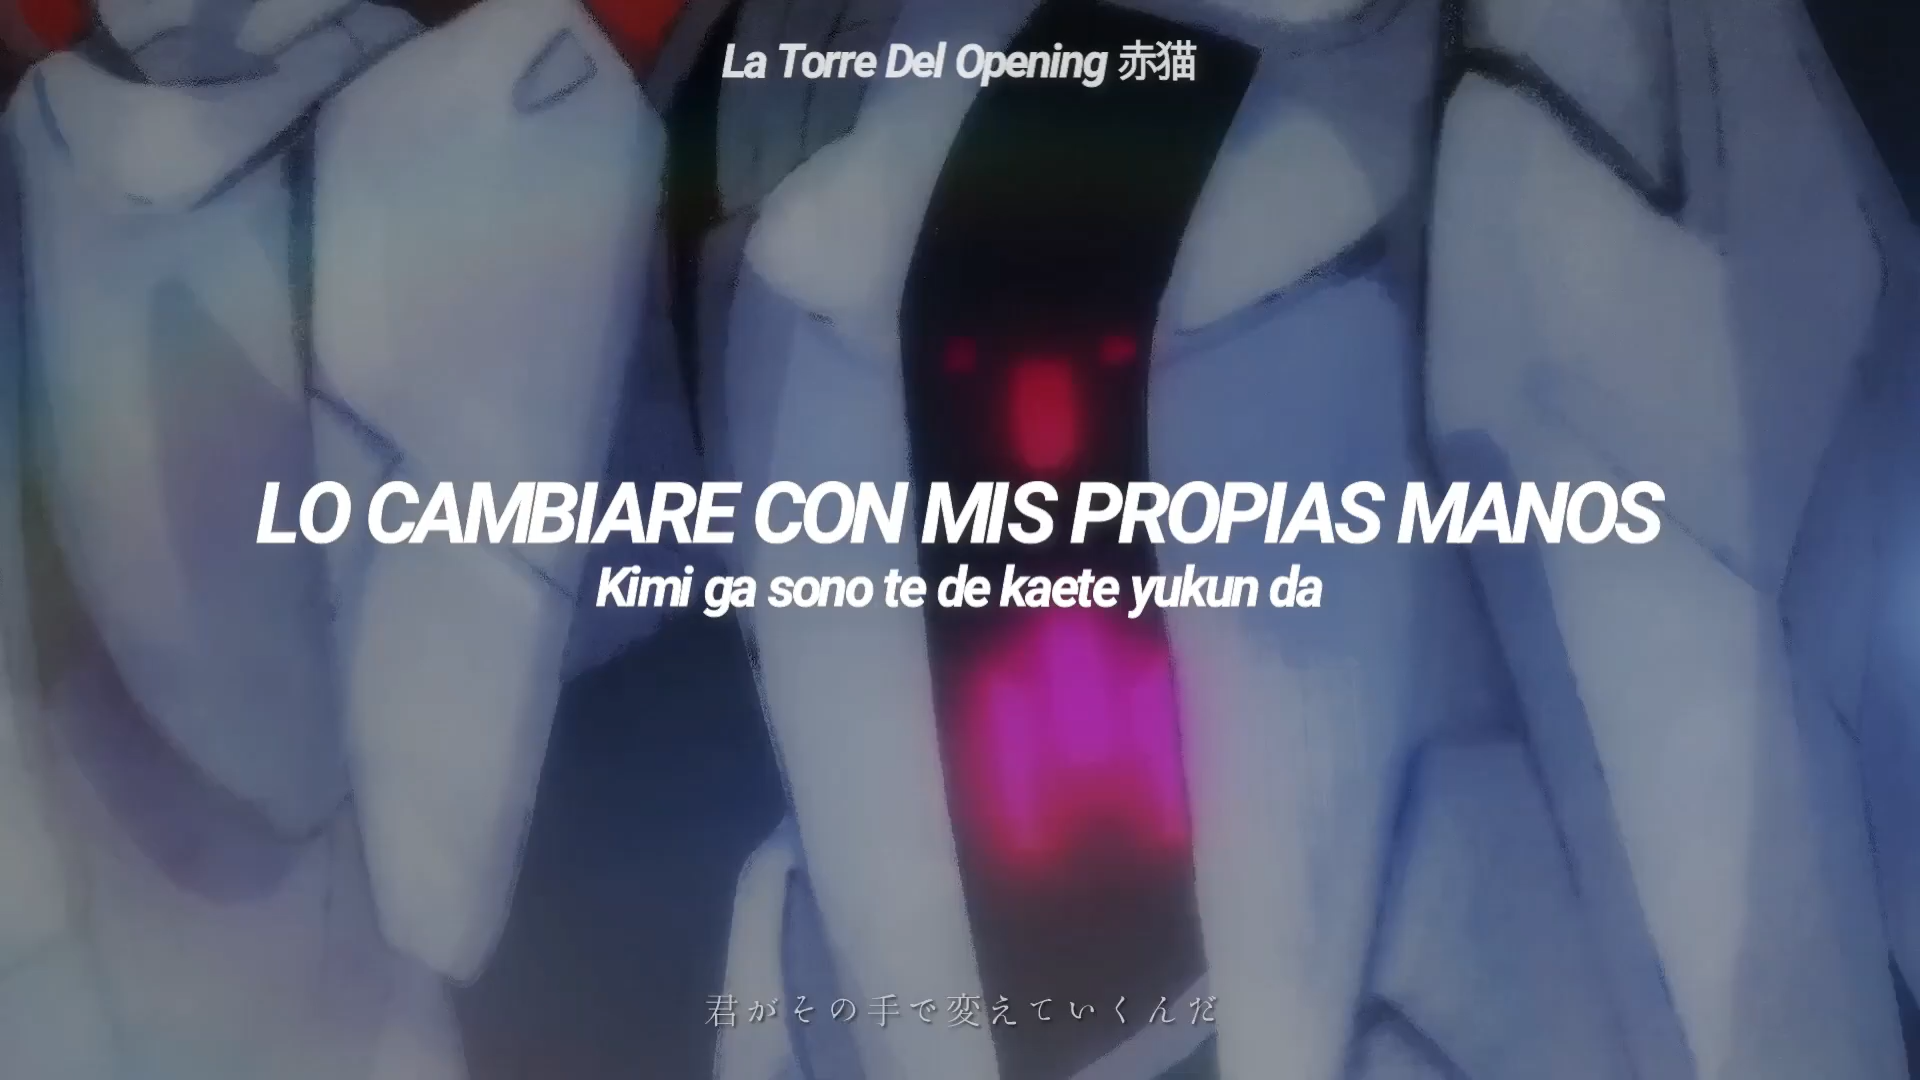 La Torre Del Opening 赤猫
LO CAMBIARE CON MIS PROPIAS MANOS
Kimi ga sono te de kaete yukun da
君がその手で変えていくんだ